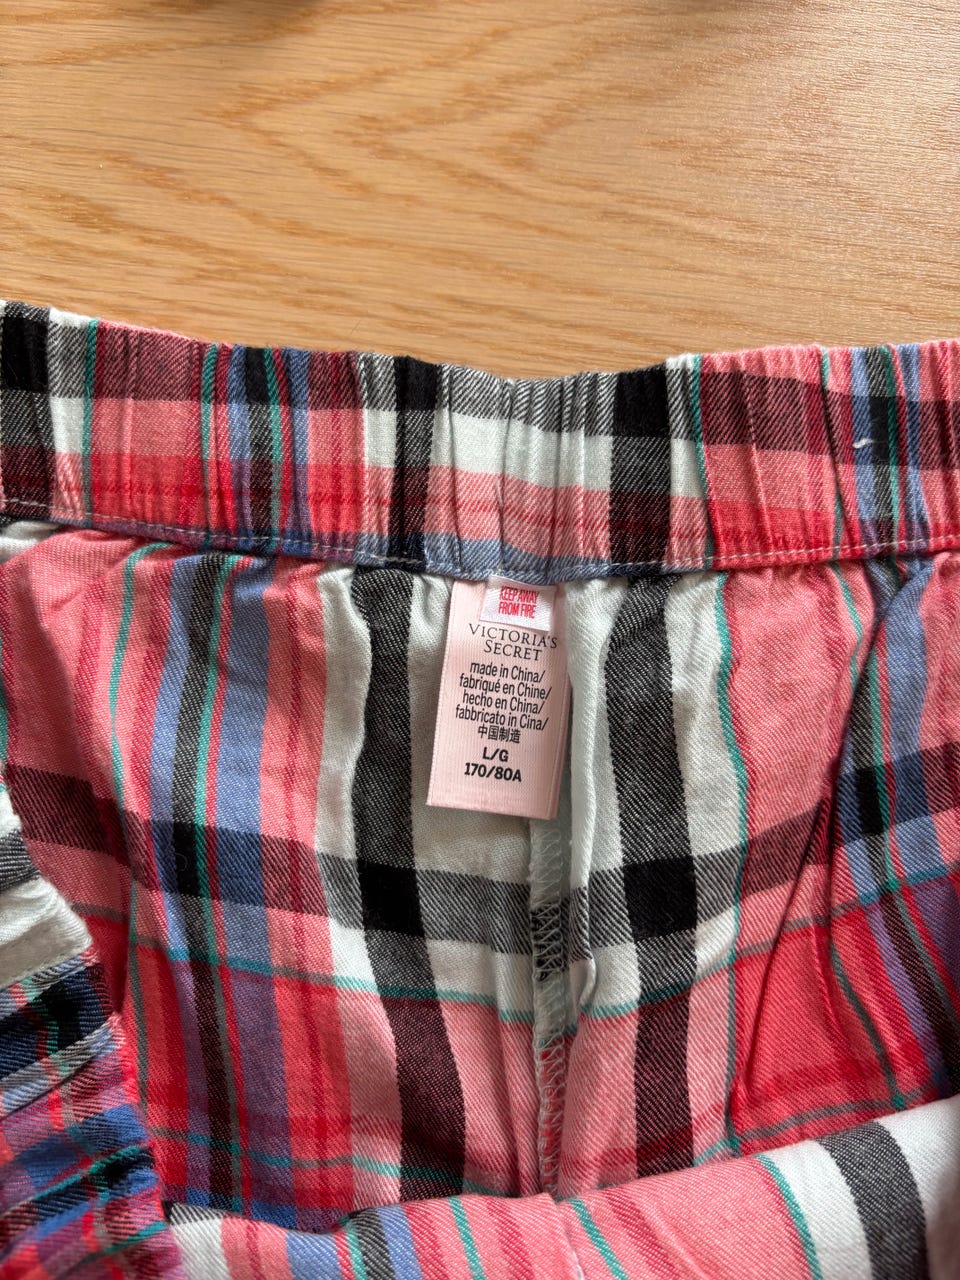 KEEP AWAY
FROM FIRE
VICTORIA'S
SECRET
made in China/
fabriqué en Chine/
hecho en China/
fabbricato in Cina/
中国制造
L/G
170/80A